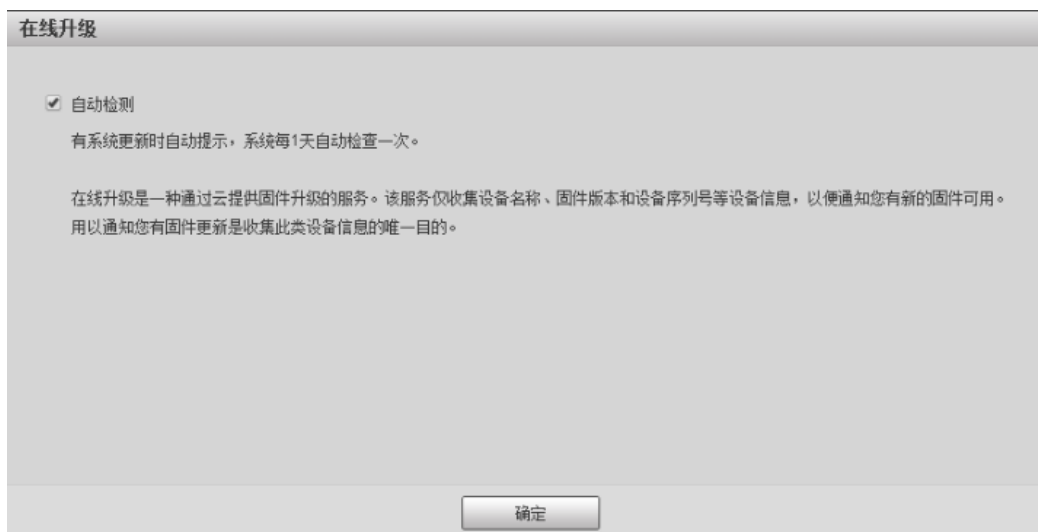 在线升级
自动检测
有系统更新时自动提示，系统每1天自动检查一次。
在线升级是一种通过云提供固件升级的服务。该服务仅收集设备名称、固件版本和设备序列号等设备信息，以便通知您有新的固件可用。
用以通知您有固件更新是收集此类设备信息的唯一目的。
确定